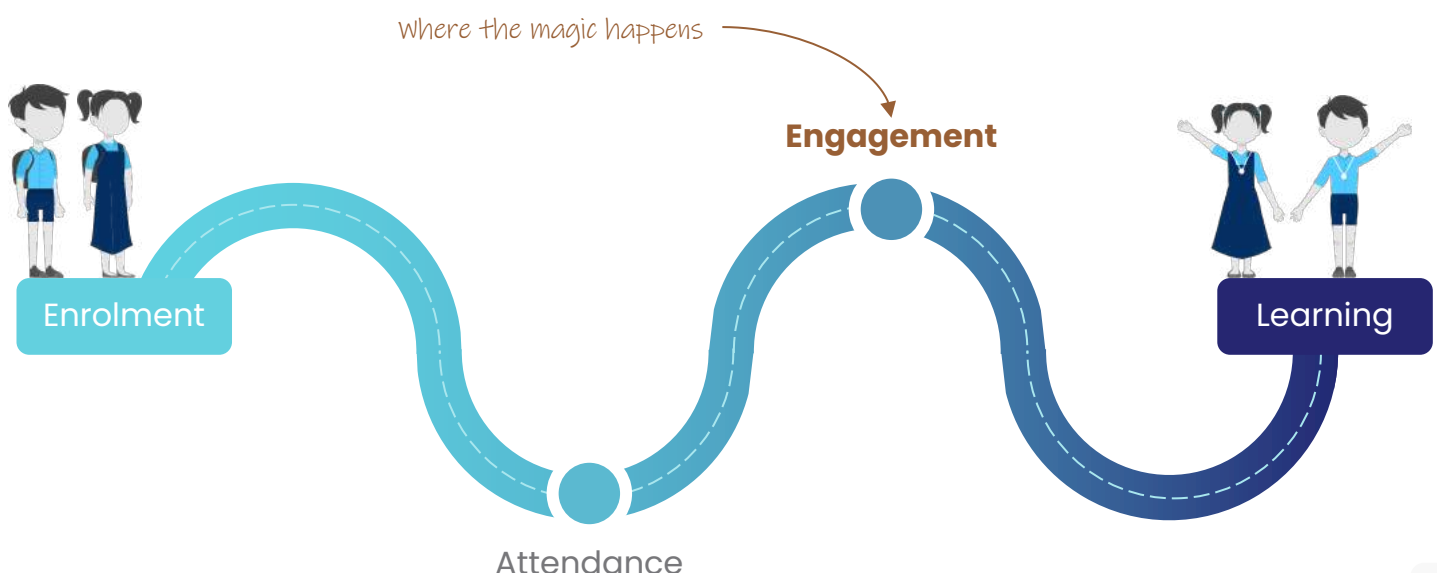 Where the magic happens
Engagement
Enrolment
Learning
Attendance